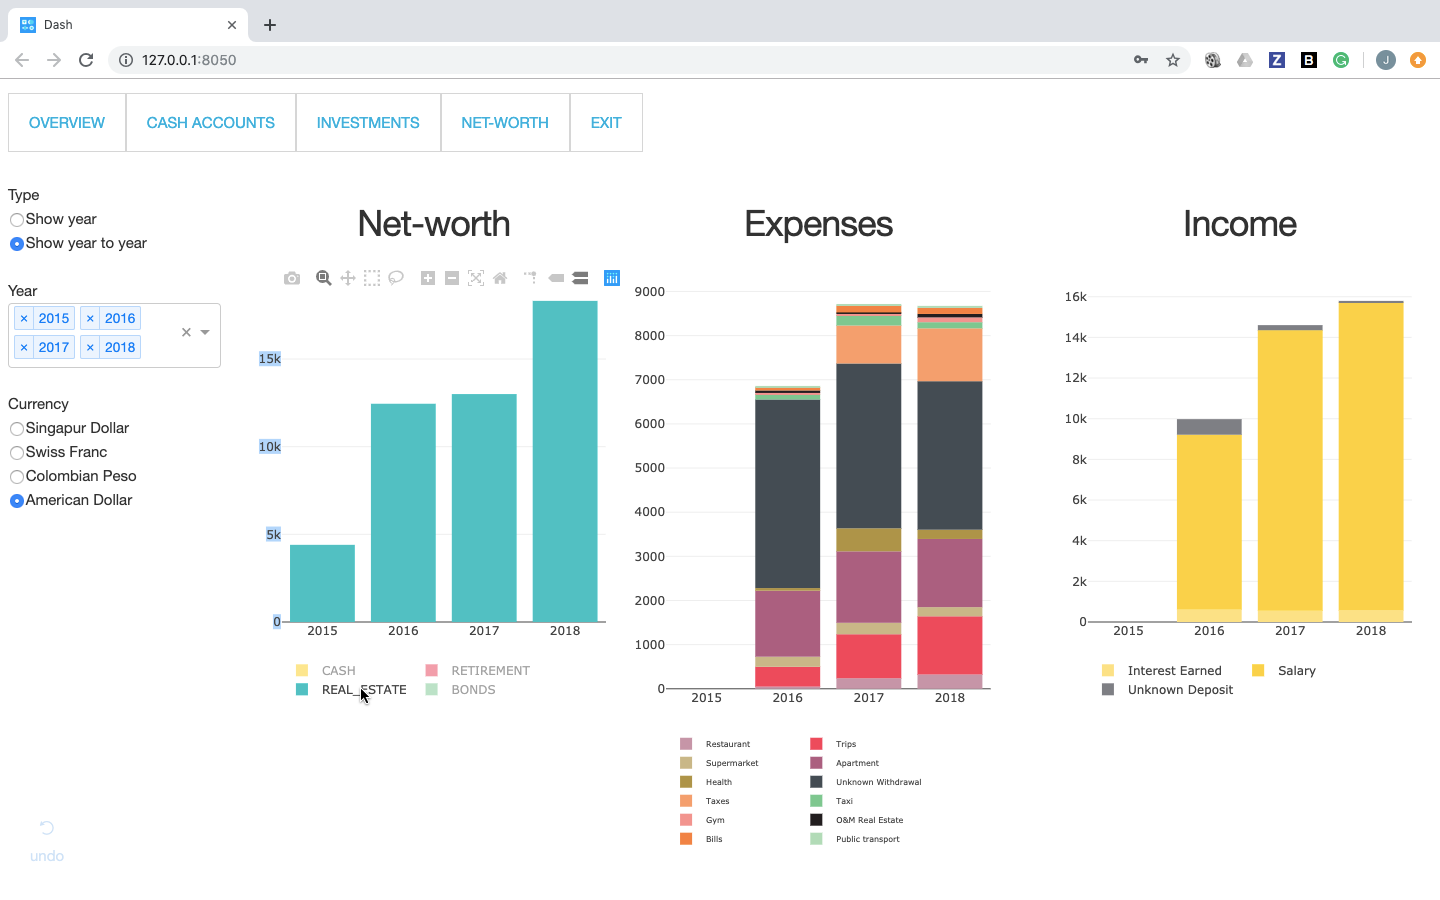 Dash
127.0.0.1:8050
J
OVERVIEW CASH ACCOUNTS INVESTMENTS NET-WORTH EXIT
Type
Show year
Show year to year
Year
× 2015 × 2016
× 2017 × 2018
Currency
Singapur Dollar
Swiss Franc
Colombian Peso
American Dollar
undo
Net-worth
15k
10k
5k
0
2015 2016 2017 2018
CASH RETIREMENT
REAL_ESTATE BONDS
Expenses
9000
8000
7000
6000
5000
4000
3000
2000
1000
0
2015 2016 2017 2018
Restaurant Trips
Supermarket Apartment
Health Unknown Withdrawal
Taxes Taxi
Gym O&M Real Estate
Bills Public transport
Income
16k
14k
12k
10k
8k
6k
4k
2k
0
2015 2016 2017 2018
Interest Earned Salary
Unknown Deposit